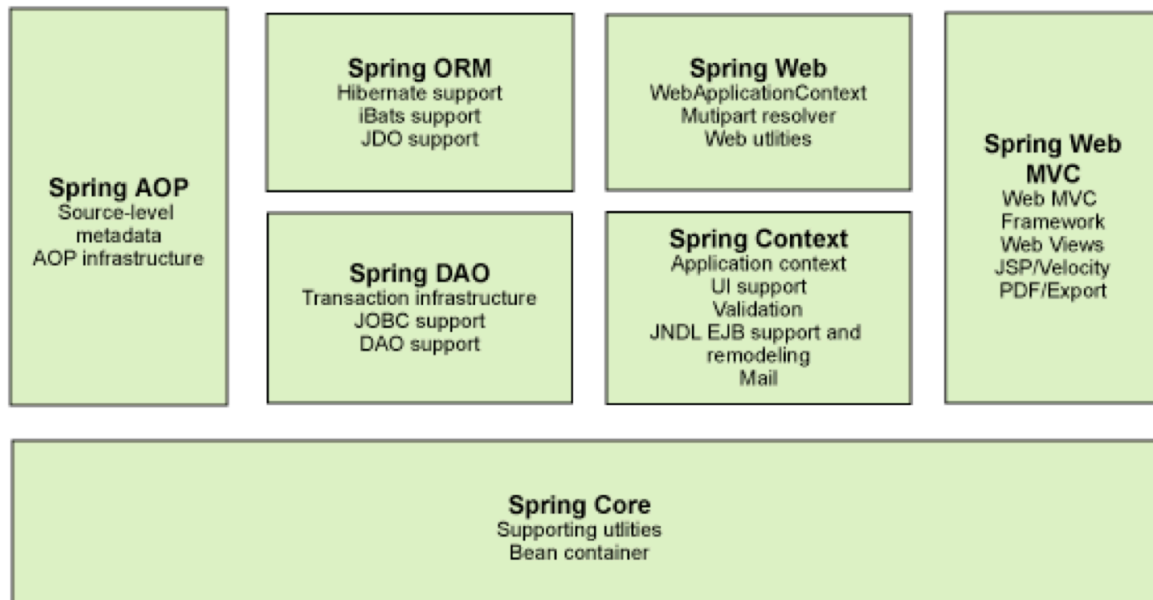 Spring AOP
Source-level
metadata
AOP infrastructure
Spring ORM
Hibernate support
iBats support
JDO support
Spring DAO
Transaction infrastructure
JOBC support
DAO support
Spring Web
WebApplicationContext
Mutipart resolver
Web utlities
Spring Context
Application context
UI support
Validation
JNDL EJB support and
remodeling
Mail
Spring Web
MVC
Web MVC
Framework
Web Views
JSP/Velocity
PDF/Export
Spring Core
Supporting utlities
Bean container